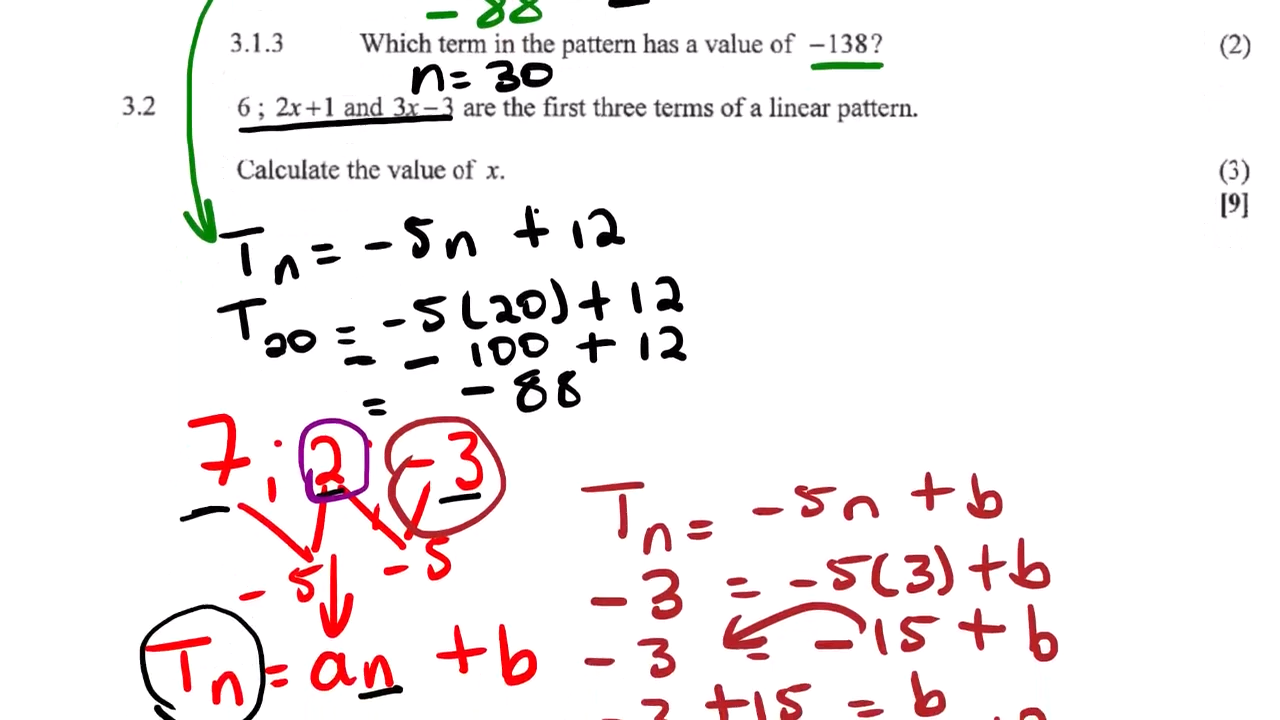 - 88
3.1.3 Which term in the pattern has a value of −138? (2)
n = 30
3.2 6 ; 2x+1 and 3x−3 are the first three terms of a linear pattern.
Calculate the value of x. (3)
[9]
Tn = -5n + 12
T20 = -5(20) + 12
= - 100 + 12
= - 88
7 ; 2 ; - 3
- 5 - 5
Tn = an + b
Tn = -5n + b
- 3 = -5(3) + b
- 3 = -15 + b
- 3 + 15 = b